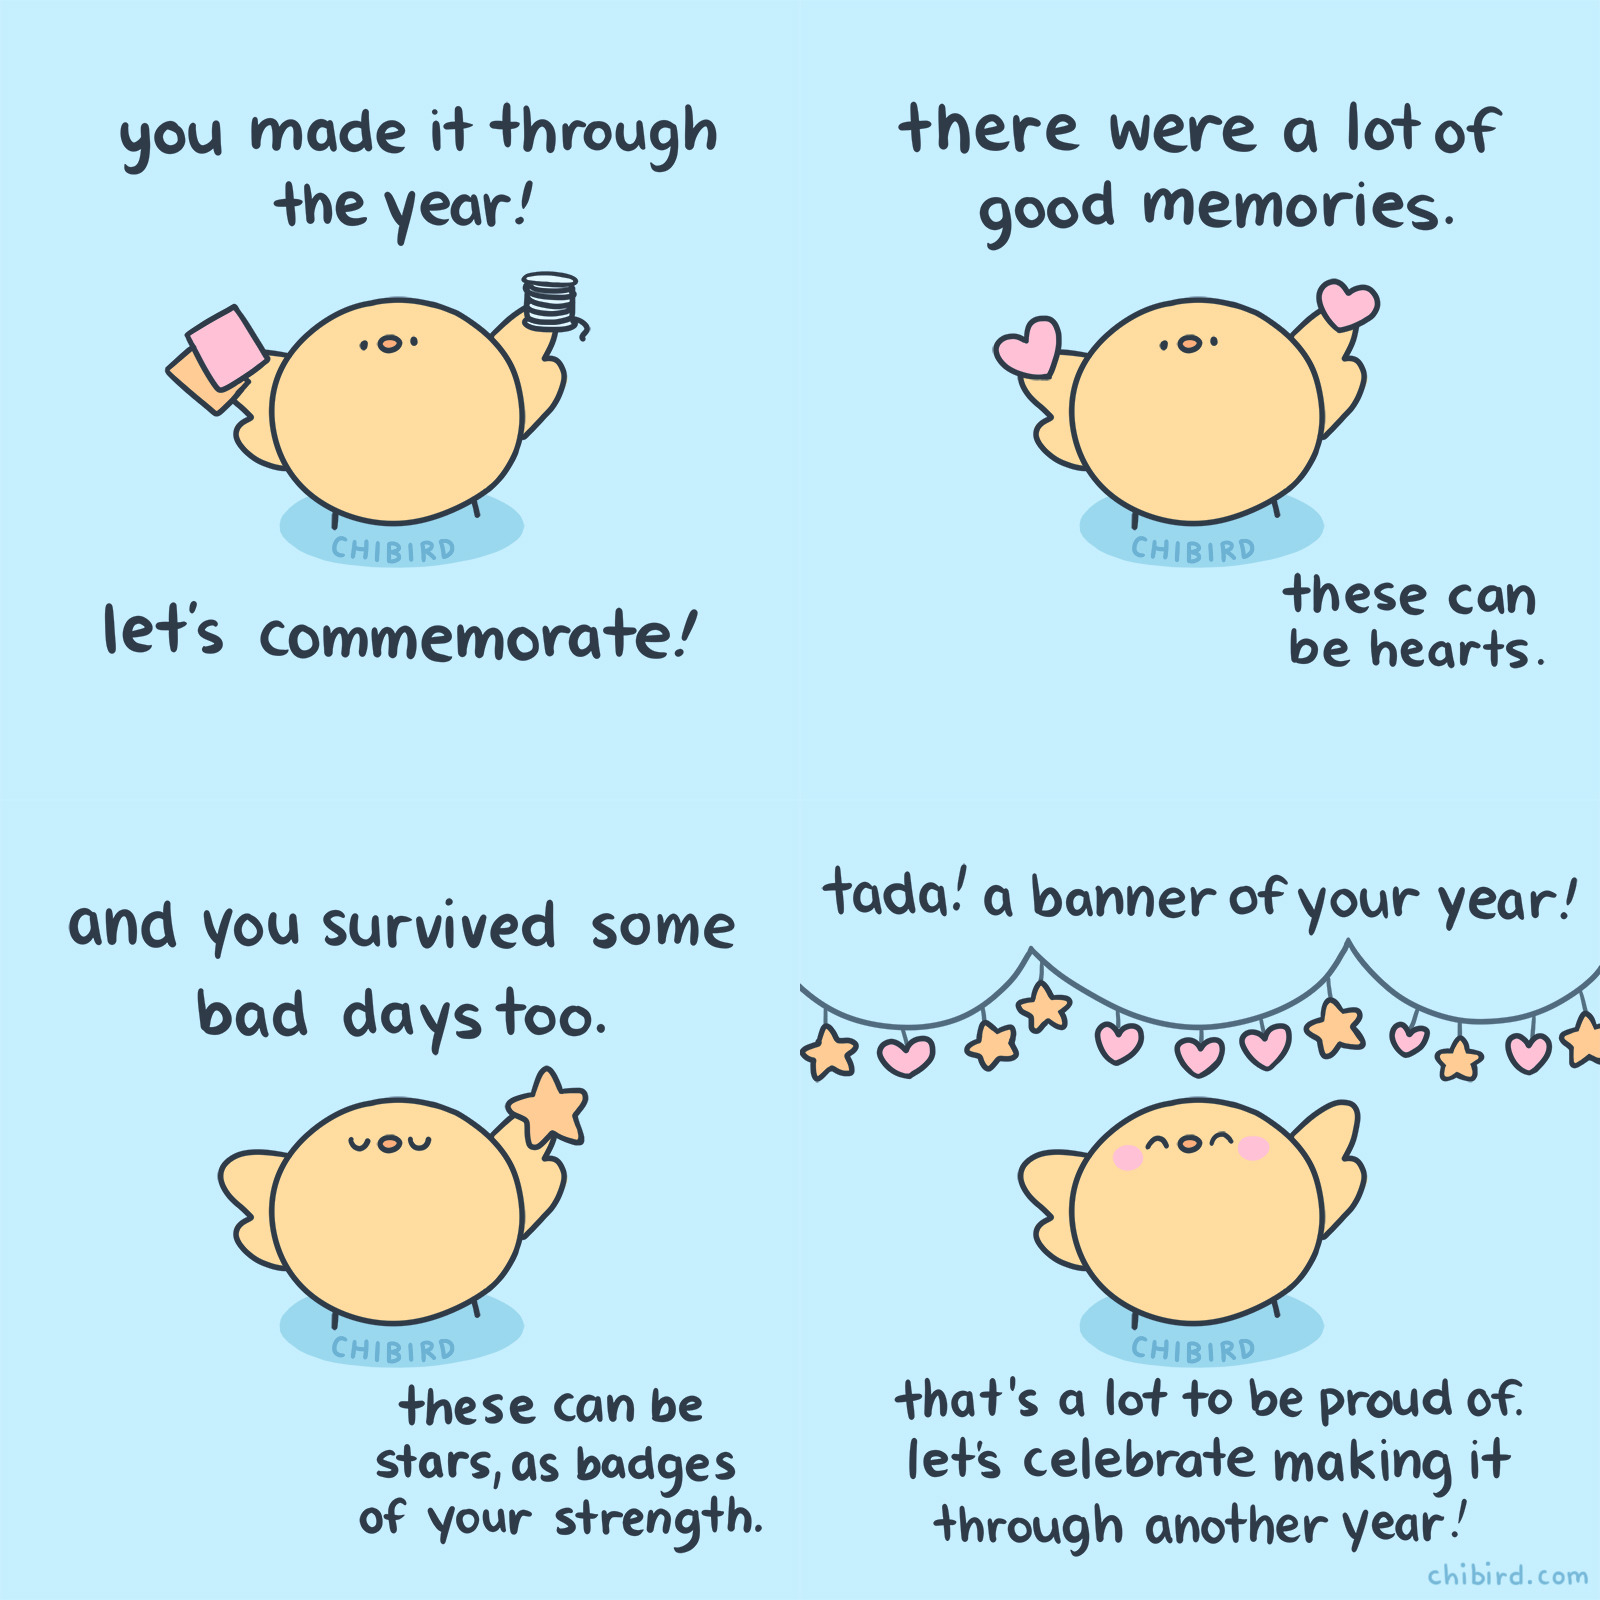 you made it through
the year!
CHIBIRD
let's commemorate!
there were a lot of
good memories.
CHIBIRD
these can
be hearts.
and you survived some
bad days too.
CHIBIRD
these can be
stars, as badges
of your strength.
tada! a banner of your year!
CHIBIRD
that's a lot to be proud of.
let's celebrate making it
through another year!
chibird.com